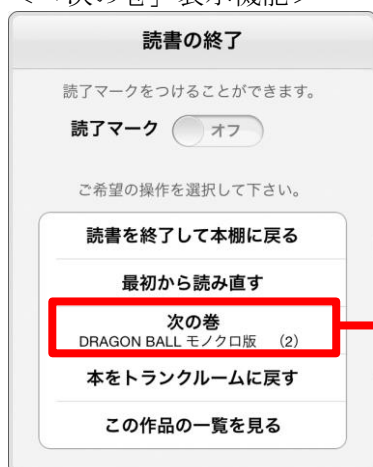 ＜「次の巻」表示機能＞
読書の終了
読了マークをつけることができます。
読了マーク オフ
ご希望の操作を選択して下さい。
読書を終了して本棚に戻る
最初から読み直す
次の巻
DRAGON BALL モノクロ版 （2）
本をトランクルームに戻す
この作品の一覧を見る